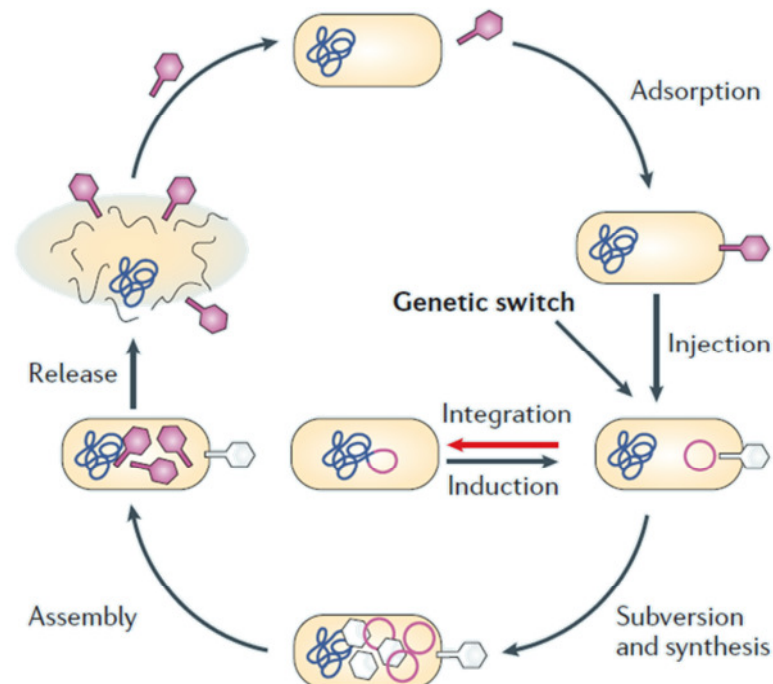 Adsorption
Genetic switch
Injection
Release
Integration
Induction
Assembly
Subversion
and synthesis